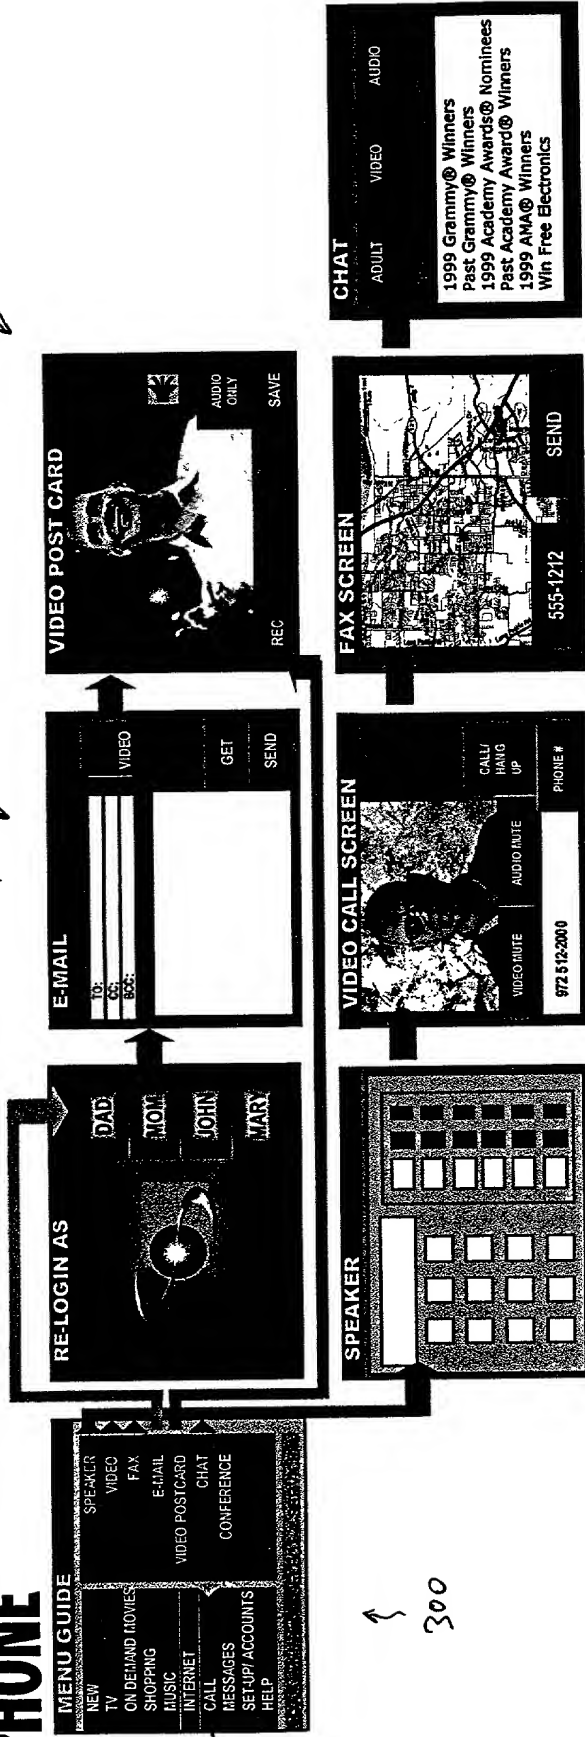 PHONE
MENU GUIDE
NEW
TV
ON DEMAND MOVIES
SHOPPING
MUSIC
INTERNET
CALL
MESSAGES
SET-UP/ ACCOUNTS
HELP
SPEAKER
VIDEO
FAX
E-MAIL
VIDEO POSTCARD
CHAT
CONFERENCE
RE-LOGIN AS
DAD
MOM
JOHN
MARY
E-MAIL
TO:
CC:
BCC:
VIDEO
GET
SEND
VIDEO POST CARD
AUDIO
ONLY
REC
SAVE
SPEAKER
VIDEO CALL SCREEN
CALL/
HANG
UP
VIDEO MUTE
AUDIO MUTE
972 512-2000
PHONE #
FAX SCREEN
555-1212
SEND
CHAT
ADULT
VIDEO
AUDIO
1999 Grammy® Winners
Past Grammy® Winners
1999 Academy Awards® Nominees
Past Academy Award® Winners
1999 AMA® Winners
Win Free Electronics
300